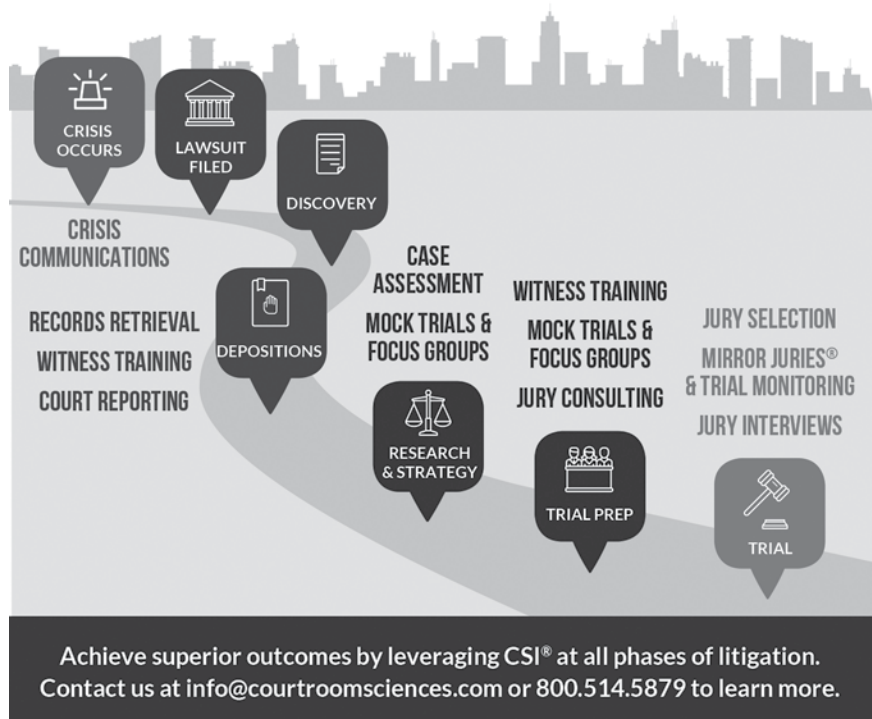 CRISIS
OCCURS
LAWSUIT
FILED
DISCOVERY
CRISIS
COMMUNICATIONS
DEPOSITIONS
RECORDS RETRIEVAL
WITNESS TRAINING
COURT REPORTING
CASE
ASSESSMENT
MOCK TRIALS &
FOCUS GROUPS
RESEARCH
& STRATEGY
WITNESS TRAINING
MOCK TRIALS &
FOCUS GROUPS
JURY CONSULTING
TRIAL PREP
JURY SELECTION
MIRROR JURIES®
& TRIAL MONITORING
JURY INTERVIEWS
TRIAL
Achieve superior outcomes by leveraging CSI® at all phases of litigation.
Contact us at info@courtroomsciences.com or 800.514.5879 to learn more.